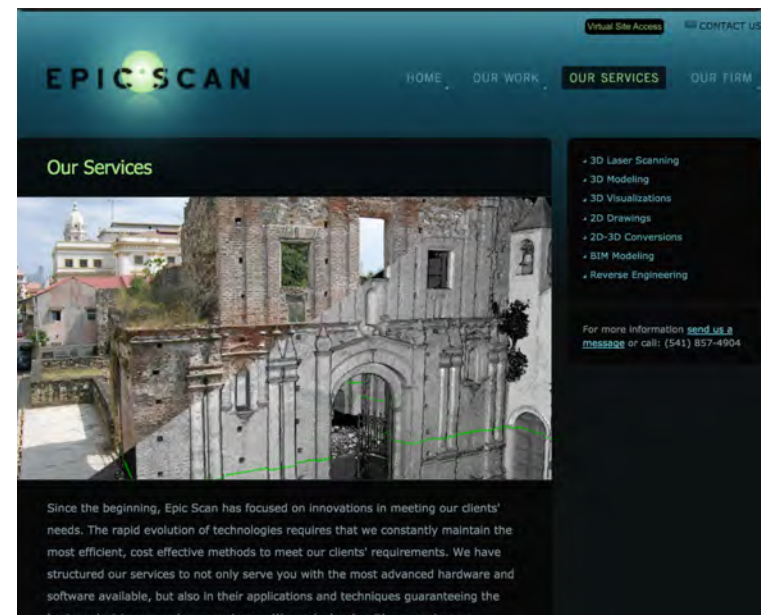 Virtual Site Access
CONTACT US
EPIC SCAN
HOME
OUR WORK
OUR SERVICES
OUR FIRM
Our Services
3D Laser Scanning
3D Modeling
3D Visualizations
2D Drawings
2D-3D Conversions
BIM Modeling
Reverse Engineering
For more information send us a
message or call: (541) 857-4904
Since the beginning, Epic Scan has focused on innovations in meeting our clients'
needs. The rapid evolution of technologies requires that we constantly maintain the
most efficient, cost effective methods to meet our clients' requirements. We have
structured our services to not only serve you with the most advanced hardware and
software available, but also in their applications and techniques guaranteeing the